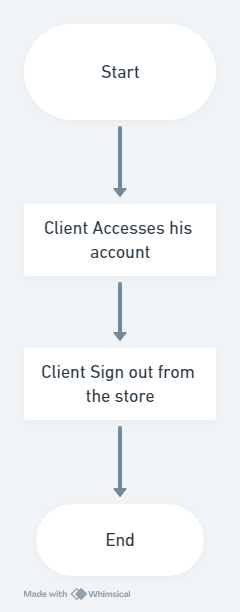 Start
Client Accesses his
account
Client Sign out from
the store
End
Made with Whimsical